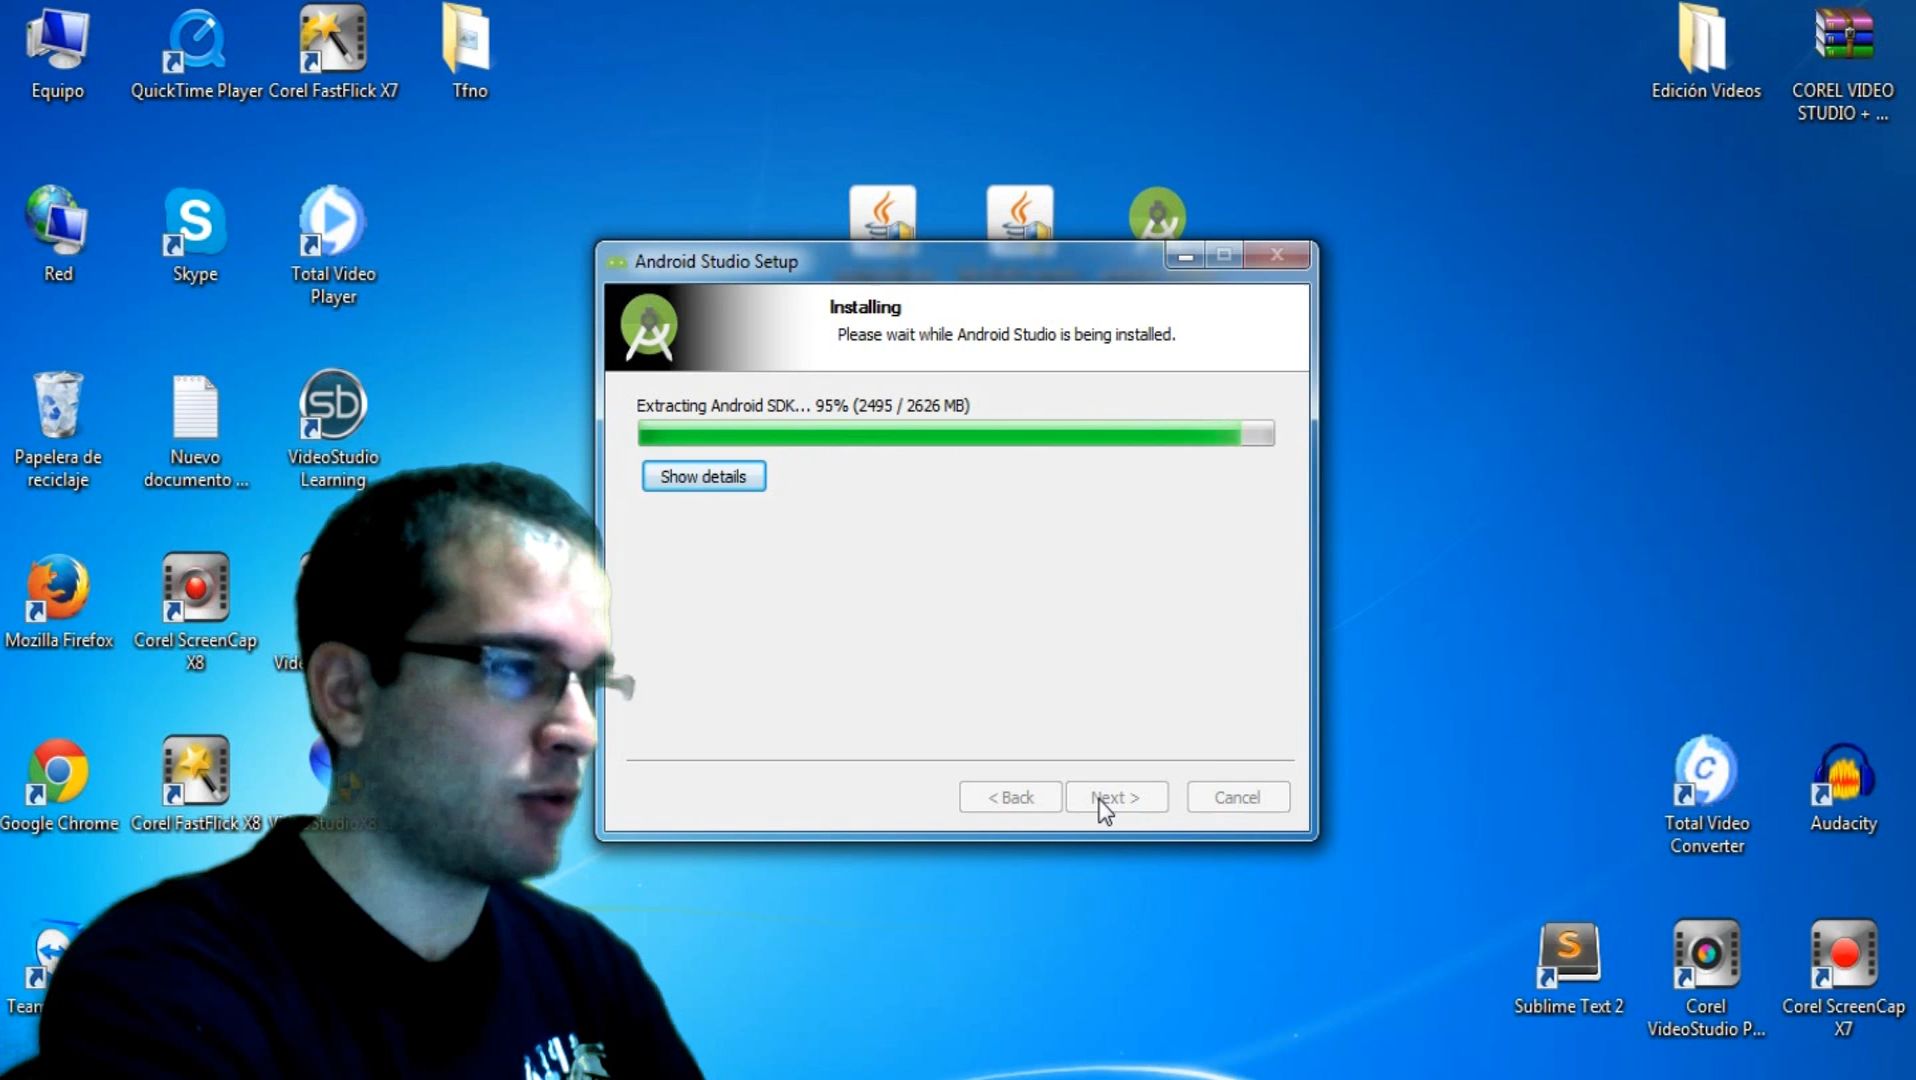 Equipo
QuickTime Player
Corel FastFlick X7
Tfno
Edición Videos
COREL VIDEO
STUDIO + ...
Red
Skype
Total Video
Player
Android Studio Setup
Installing
Please wait while Android Studio is being installed.
Extracting Android SDK... 95% (2495 / 2626 MB)
Show details
< Back
Next >
Cancel
Papelera de
reciclaje
Nuevo
documento ...
sb
VideoStudio
Learning
Mozilla Firefox
Corel ScreenCap
X8
Google Chrome
Corel FastFlick X8
Total Video
Converter
Audacity
Sublime Text 2
Corel
VideoStudio P...
Corel ScreenCap
X7